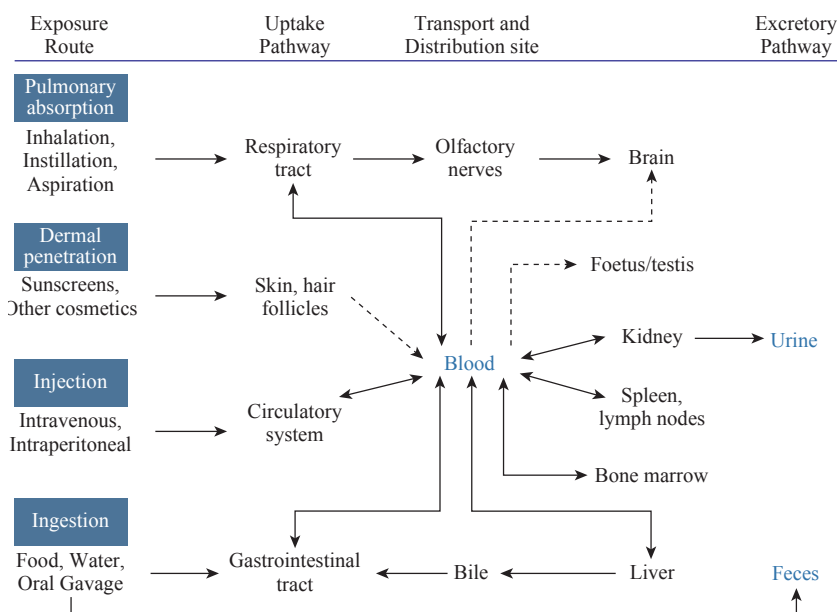 Exposure
Route
Uptake
Pathway
Transport and
Distribution site
Excretory
Pathway
Pulmonary
absorption
Inhalation,
Instillation,
Aspiration
Respiratory
tract
Olfactory
nerves
Brain
Dermal
penetration
Sunscreens,
Other cosmetics
Skin, hair
follicles
Foetus/testis
Blood
Kidney
Urine
Injection
Intravenous,
Intraperitoneal
Circulatory
system
Spleen,
lymph nodes
Bone marrow
Ingestion
Food, Water,
Oral Gavage
Gastrointestinal
tract
Bile
Liver
Feces